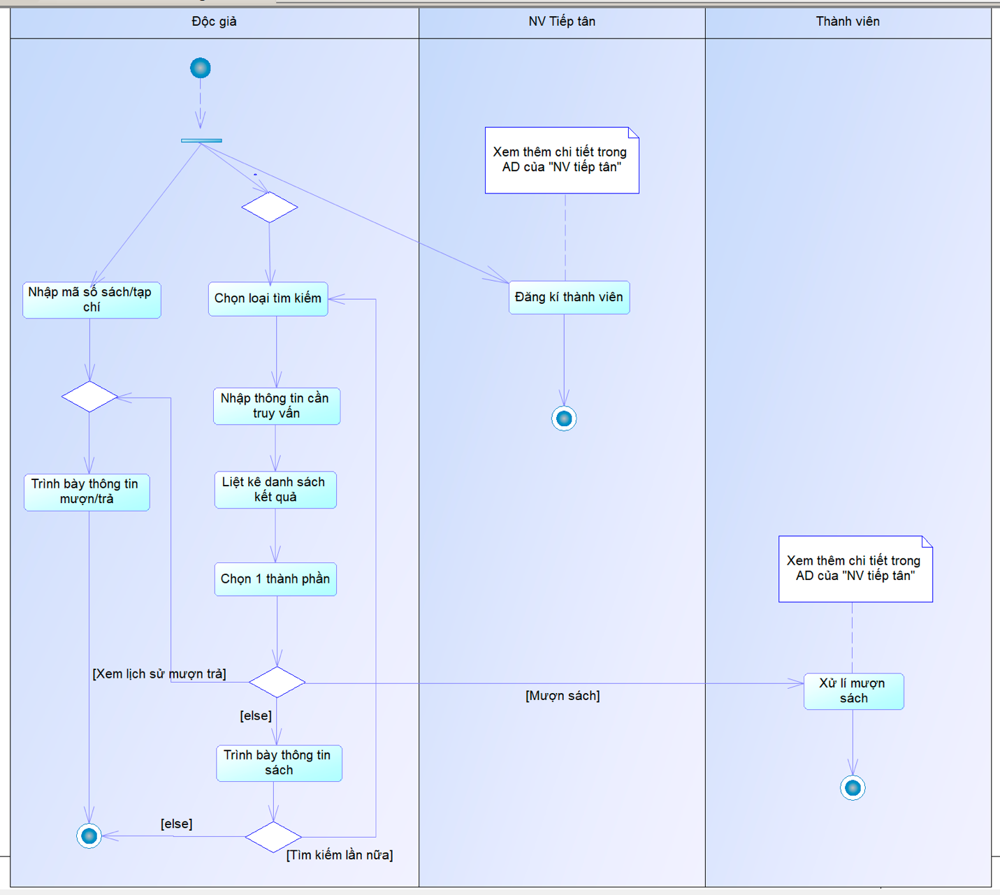 Độc giả
NV Tiếp tân
Thành viên
Xem thêm chi tiết trong
AD của "NV tiếp tân"
Nhập mã số sách/tạp
chí
Chọn loại tìm kiếm
Đăng kí thành viên
Nhập thông tin cần
truy vấn
Trình bày thông tin
mượn/trả
Liệt kê danh sách
kết quả
Chọn 1 thành phần
Xem thêm chi tiết trong
AD của "NV tiếp tân"
[Xem lịch sử mượn trả]
[Mượn sách]
Xử lí mượn
sách
[else]
Trình bày thông tin
sách
[else]
[Tìm kiếm lần nữa]